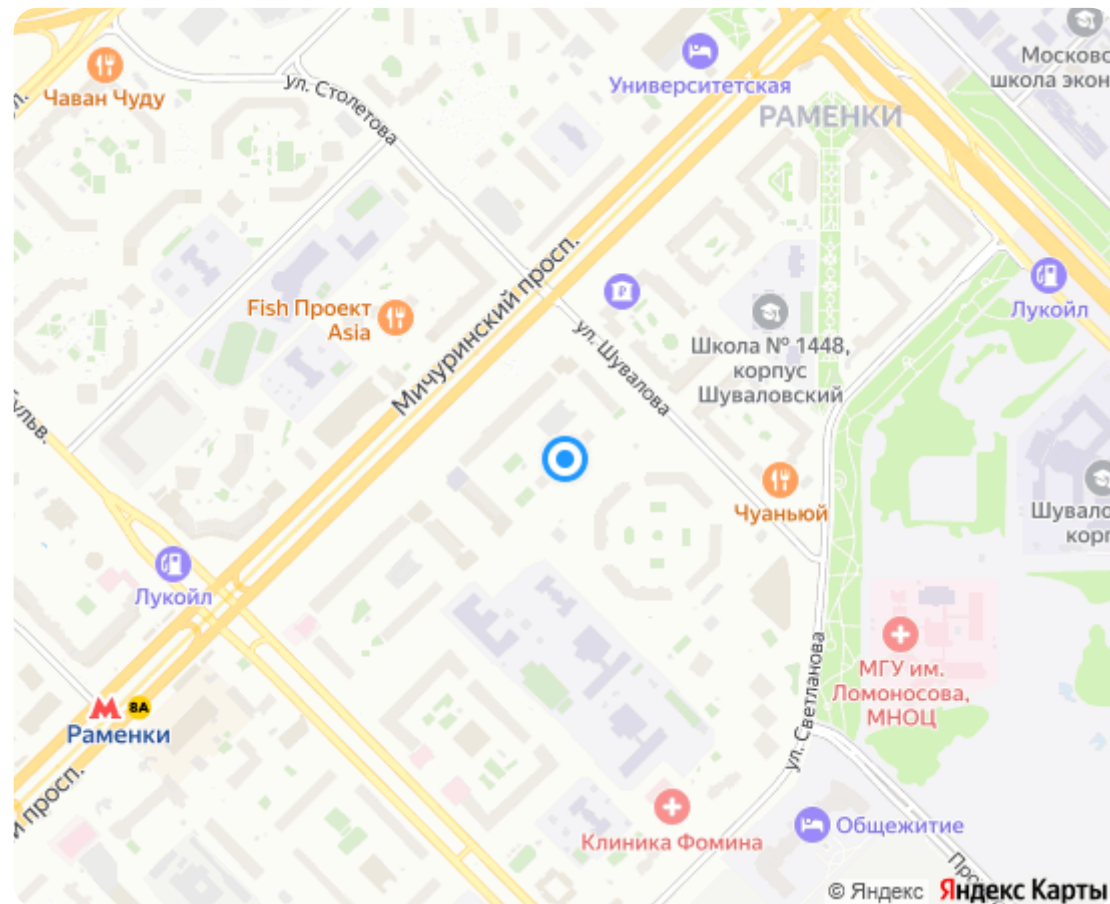 Московс
школа экон
Чаван Чуду
ул. Столетова
Университетская
РАМЕНКИ
Мичуринский просп.
Fish Проект
Asia
Лукойл
ул. Шувалова
Школа № 1448,
корпус
Шуваловский
Чуаньюй
Шувало
корп
Лукойл
МГУ им.
Ломоносова,
МНОЦ
ул. Светланова
М 8А
Раменки
й просп.
Клиника Фомина
Общежитие
© Яндекс Яндекс Карты